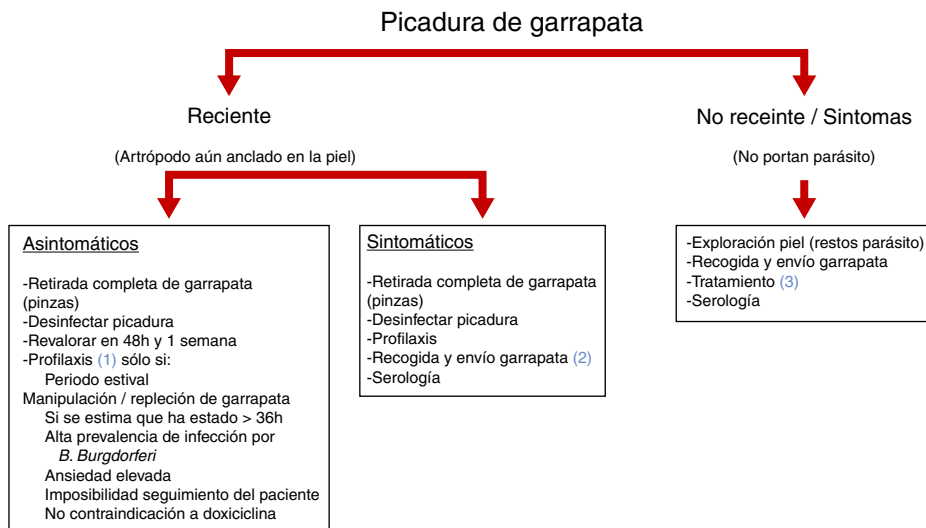 Picadura de garrapata
Reciente
(Artrópodo aún anclado en la piel)
No receinte / Sintomas
(No portan parásito)
Asintomáticos
-Retirada completa de garrapata
(pinzas)
-Desinfectar picadura
-Revalorar en 48h y 1 semana
-Profilaxis (1) sólo si:
Periodo estival
Manipulación / repleción de garrapata
Si se estima que ha estado > 36h
Alta prevalencia de infección por
B. Burgdorferi
Ansiedad elevada
Imposibilidad seguimiento del paciente
No contraindicación a doxiciclina
Sintomáticos
-Retirada completa de garrapata
(pinzas)
-Desinfectar picadura
-Profilaxis
-Recogida y envío garrapata (2)
-Serología
-Exploración piel (restos parásito)
-Recogida y envío garrapata
-Tratamiento (3)
-Serología